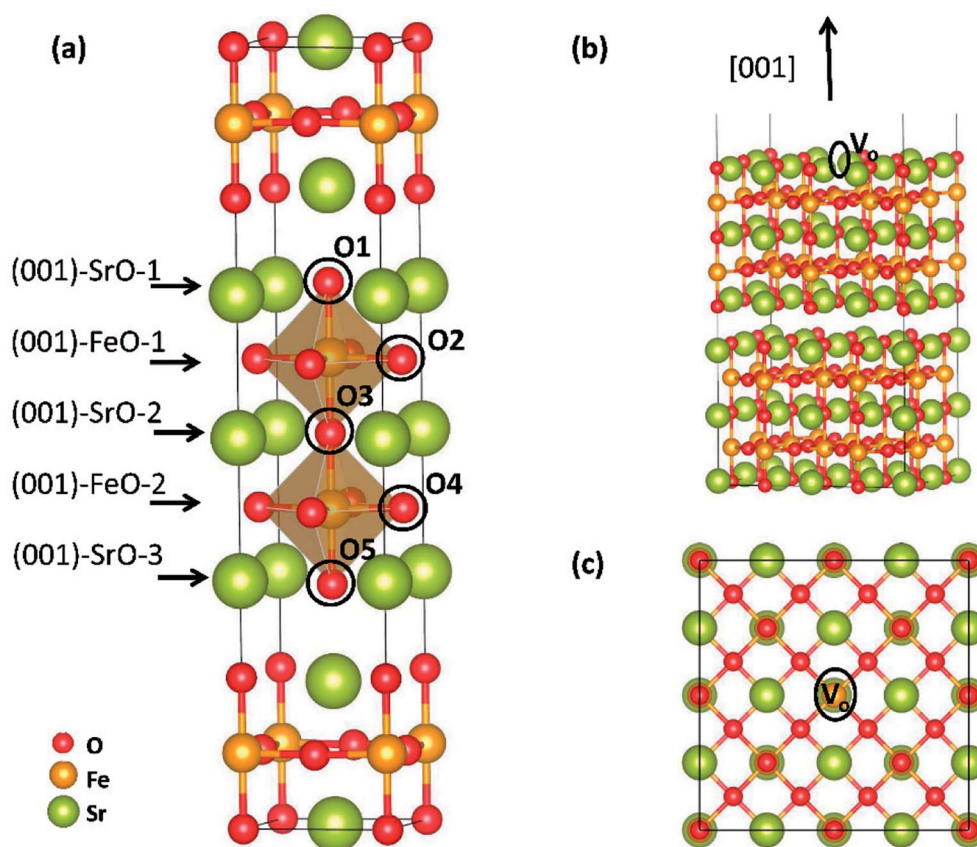 (a)
(001)-SrO-1
(001)-FeO-1
(001)-SrO-2
(001)-FeO-2
(001)-SrO-3
O1
O2
O3
O4
O5
O
Fe
Sr
(b)
[001]
Vo
(c)
Vo